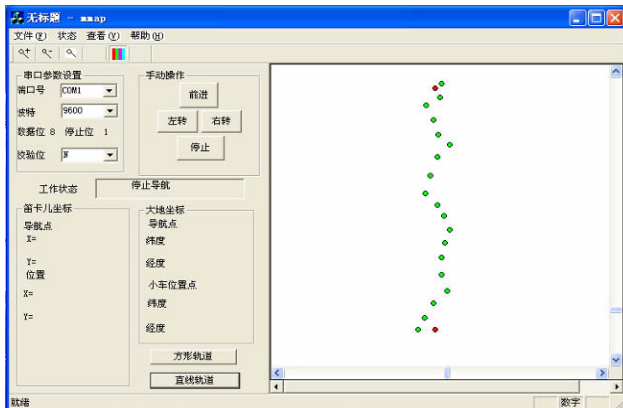 无标题 - mmap
文件(F) 状态 查看(V) 帮助(H)
串口参数设置
端口号 COM1
波特 9600
数据位 8 停止位 1
校验位 N
手动操作
前进
左转 右转
停止
工作状态 停止导航
笛卡儿坐标
导航点
X=
Y=
位置
X=
Y=
大地坐标
导航点
纬度
经度
小车位置点
纬度
经度
方形轨道
直线轨道
就绪 数字